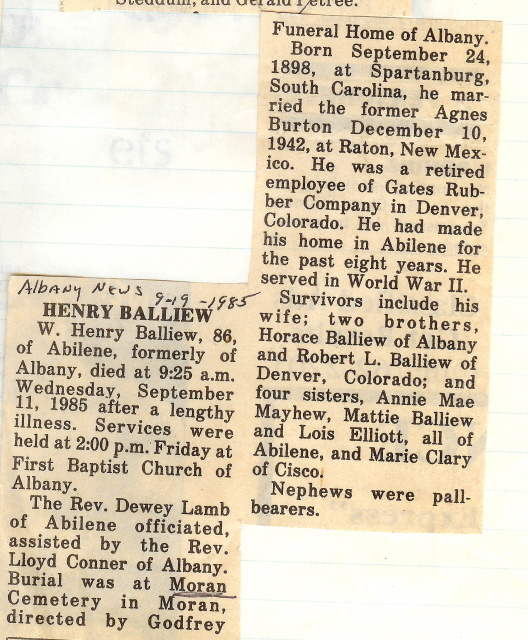 Steddum, and Gerald Petree.
Albany News 9-19-1985
HENRY BALLIEW
W. Henry Balliew, 86,
of Abilene, formerly of
Albany, died at 9:25 a.m.
Wednesday, September
11, 1985 after a lengthy
illness. Services were
held at 2:00 p.m. Friday at
First Baptist Church of
Albany.
The Rev. Dewey Lamb
of Abilene officiated,
assisted by the Rev.
Lloyd Conner of Albany.
Burial was at Moran
Cemetery in Moran,
directed by Godfrey
Funeral Home of Albany.
Born September 24,
1898, at Spartanburg,
South Carolina, he mar-
ried the former Agnes
Burton December 10,
1942, at Raton, New Mex-
ico. He was a retired
employee of Gates Rub-
ber Company in Denver,
Colorado. He had made
his home in Abilene for
the past eight years. He
served in World War II.
Survivors include his
wife; two brothers,
Horace Balliew of Albany
and Robert L. Balliew of
Denver, Colorado; and
four sisters, Annie Mae
Mayhew, Mattie Balliew
and Lois Elliott, all of
Abilene, and Marie Clary
of Cisco.
Nephews were pall-
bearers.